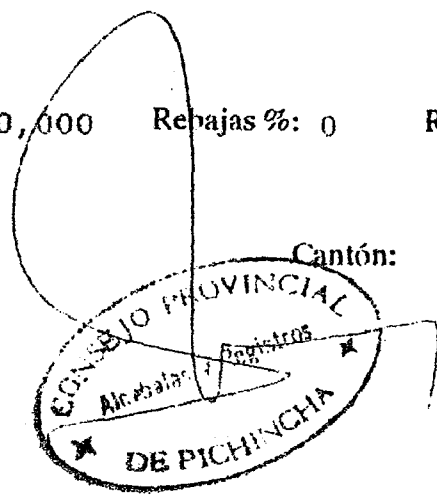 0,000 Rebajas %: 0 R
Cantón:
CONSEJO PROVINCIAL
Alcabalas y Registros
DE PICHINCHA